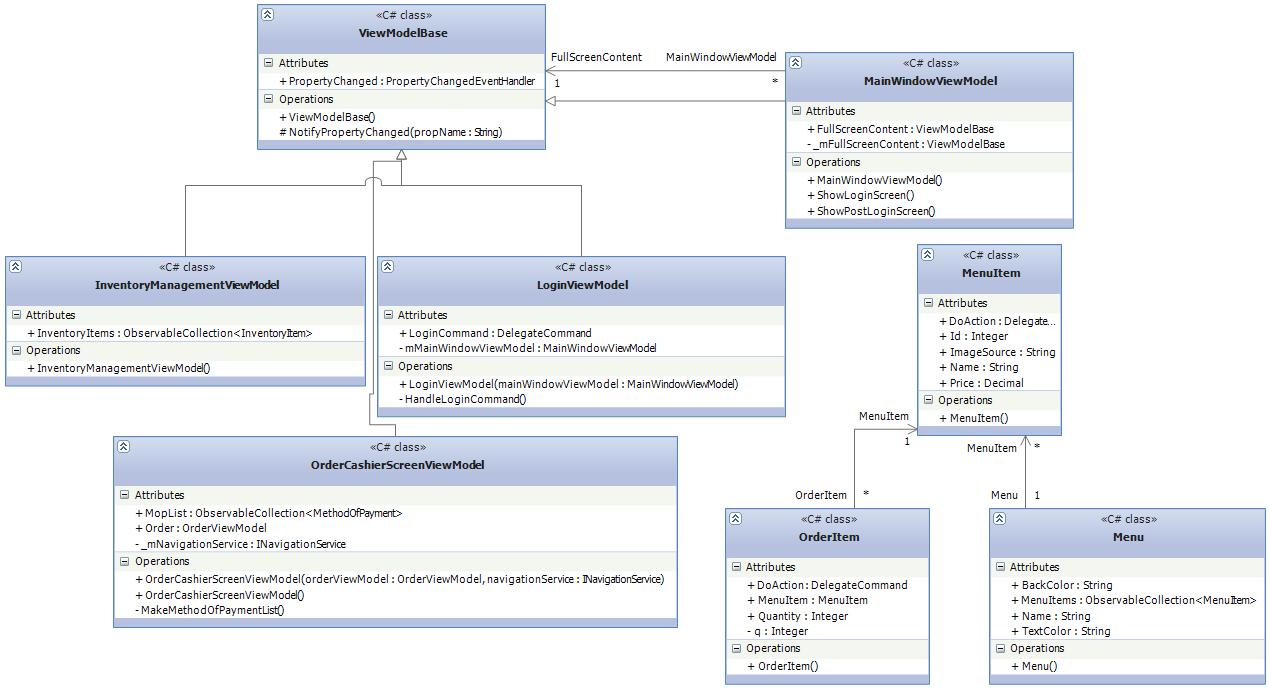 «C# class»
ViewModelBase
Attributes
+ PropertyChanged : PropertyChangedEventHandler
Operations
+ ViewModelBase()
# NotifyPropertyChanged(propName : String)
FullScreenContent
MainWindowViewModel
1
*
«C# class»
MainWindowViewModel
Attributes
+ FullScreenContent : ViewModelBase
- _mFullScreenContent : ViewModelBase
Operations
+ MainWindowViewModel()
+ ShowLoginScreen()
+ ShowPostLoginScreen()
«C# class»
InventoryManagementViewModel
Attributes
+ InventoryItems : ObservableCollection<InventoryItem>
Operations
+ InventoryManagementViewModel()
«C# class»
LoginViewModel
Attributes
+ LoginCommand : DelegateCommand
- mMainWindowViewModel : MainWindowViewModel
Operations
+ LoginViewModel(mainWindowViewModel : MainWindowViewModel)
- HandleLoginCommand()
«C# class»
MenuItem
Attributes
+ DoAction : Delegate...
+ Id : Integer
+ ImageSource : String
+ Name : String
+ Price : Decimal
Operations
+ MenuItem()
MenuItem
1
MenuItem
*
OrderItem
*
Menu
1
«C# class»
OrderCashierScreenViewModel
Attributes
+ MopList : ObservableCollection<MethodOfPayment>
+ Order : OrderViewModel
- _mNavigationService : INavigationService
Operations
+ OrderCashierScreenViewModel(orderViewModel : OrderViewModel, navigationService : INavigationService)
+ OrderCashierScreenViewModel()
- MakeMethodOfPaymentList()
«C# class»
OrderItem
Attributes
+ DoAction : DelegateCommand
+ MenuItem : MenuItem
+ Quantity : Integer
- q : Integer
Operations
+ OrderItem()
«C# class»
Menu
Attributes
+ BackColor : String
+ MenuItems : ObservableCollection<MenuItem>
+ Name : String
+ TextColor : String
Operations
+ Menu()